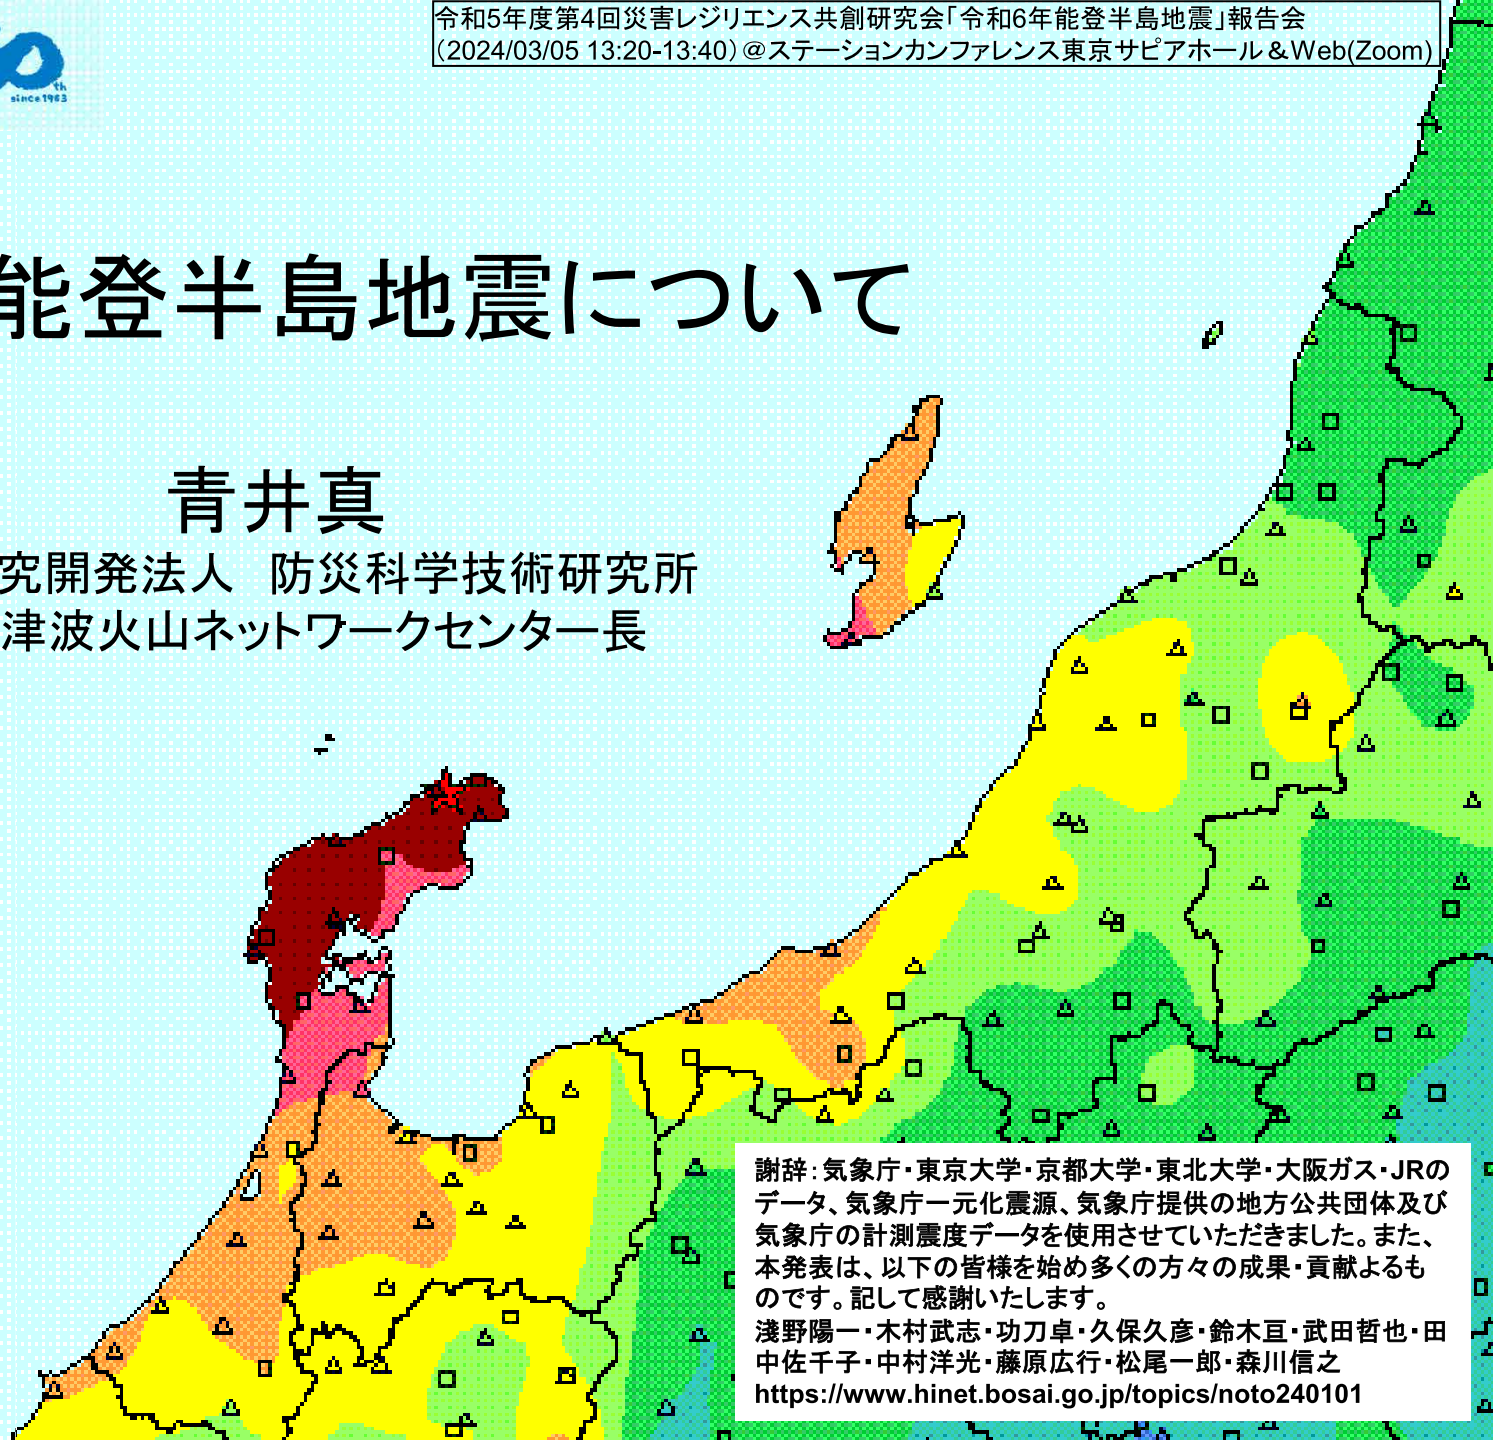 令和5年度第4回災害レジリエンス共創研究会「令和6年能登半島地震」報告会
(2024/03/05 13:20-13:40)@ステーションカンファレンス東京サピアホール&Web(Zoom)
th
since1963
能登半島地震について
青井真
究開発法人　防災科学技術研究所
津波火山ネットワークセンター長
謝辞:気象庁・東京大学・京都大学・東北大学・大阪ガス・JRの
データ、気象庁一元化震源、気象庁提供の地方公共団体及び
気象庁の計測震度データを使用させていただきました。また、
本発表は、以下の皆様を始め多くの方々の成果・貢献よるも
のです。記して感謝いたします。
淺野陽一・木村武志・功刀卓・久保久彦・鈴木亘・武田哲也・田
中佐千子・中村洋光・藤原広行・松尾一郎・森川信之
https://www.hinet.bosai.go.jp/topics/noto240101